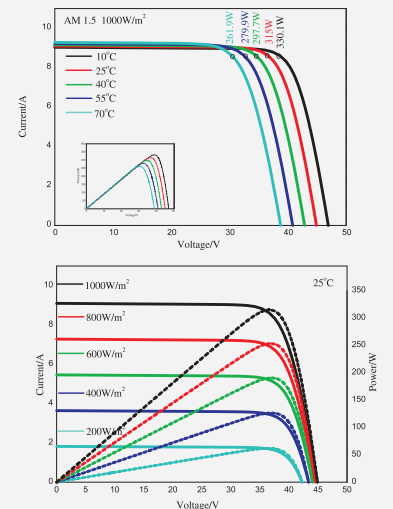 AM 1.5 1000W/m²
261.9W
279.9W
297.7W
315W
330.1W
10°C
25°C
40°C
55°C
70°C
Current/A
10
8
6
4
2
0
0 10 20 30 40 50
Voltage/V
25°C
1000W/m²
800W/m²
600W/m²
400W/m²
200W/m²
Current/A
10
8
6
4
2
0
350
300
250
200
150
100
50
0
Power/W
0 5 10 15 20 25 30 35 40 45 50
Voltage/V